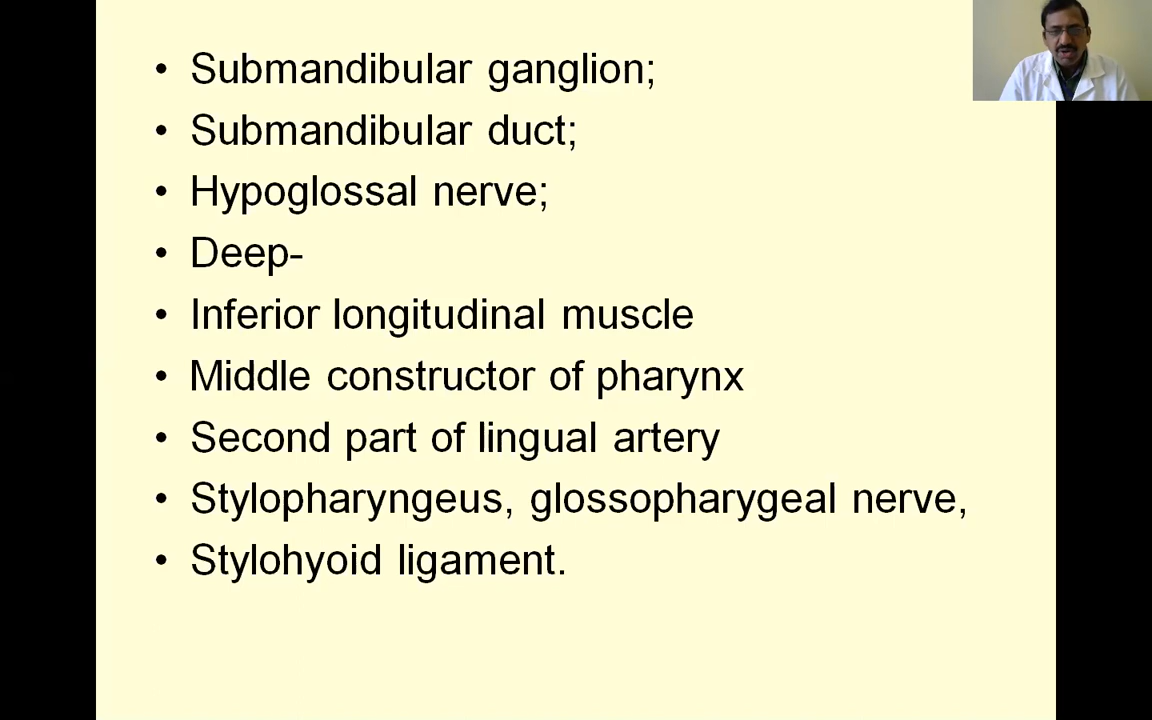 • Submandibular ganglion;
• Submandibular duct;
• Hypoglossal nerve;
• Deep-
• Inferior longitudinal muscle
• Middle constructor of pharynx
• Second part of lingual artery
• Stylopharyngeus, glossopharygeal nerve,
• Stylohyoid ligament.